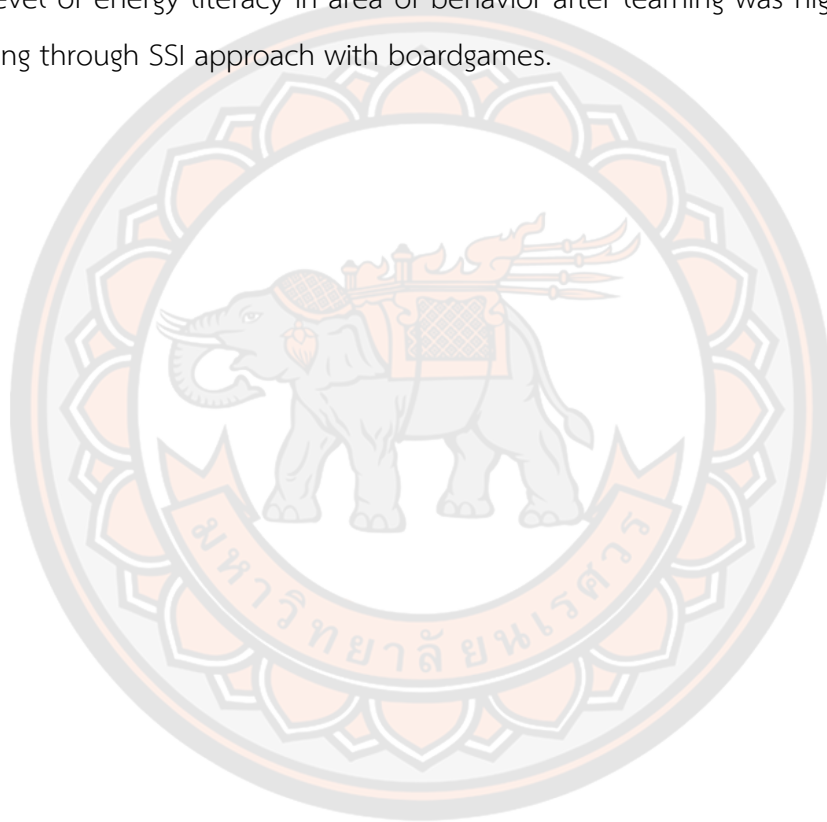 evel of energy literacy in area of behavior after learning was hig
ng through SSI approach with boardgames.
มหาวิทยาลัยนเรศวร